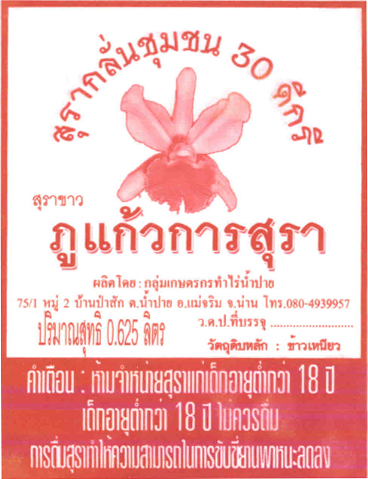 สุรากลั่นชุมชน 30 ดีกรี
สุราขาว
ภูแก้วการสุรา
ผลิตโดย : กลุ่มเกษตรกรทำไร่น้ำปาย
75/1 หมู่ 2 บ้านป่าสัก ต.น้ำปาย อ.แม่จริม จ.น่าน โทร.080-4939957
ปริมาณสุทธิ 0.625 ลิตร
ว.ด.ป.ที่บรรจุ ......................
วัตถุดิบหลัก : ข้าวเหนียว
คำเตือน : ห้ามจำหน่ายสุราแก่เด็กอายุต่ำกว่า 18 ปี
เด็กอายุต่ำกว่า 18 ปี ไม่ควรดื่ม
การดื่มสุราทำให้ความสามารถในการขับขี่ยานพาหนะลดลง